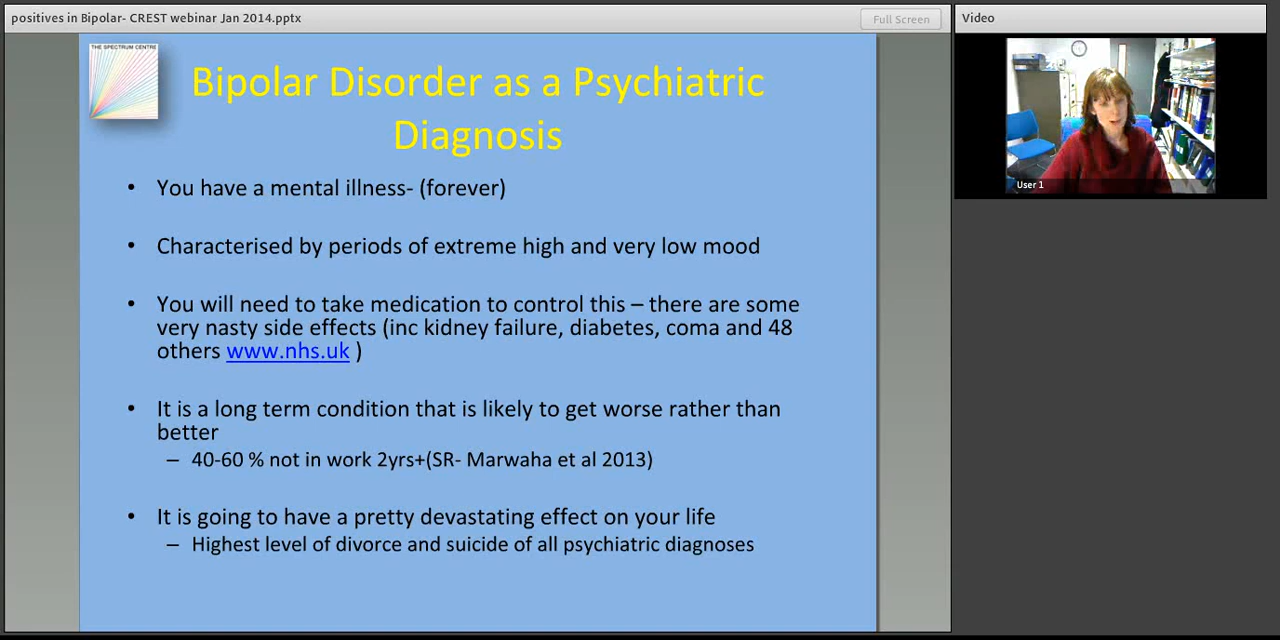 positives in Bipolar- CREST webinar Jan 2014.pptx
Full Screen
Video
THE SPECTRUM CENTRE
Bipolar Disorder as a Psychiatric
Diagnosis
• You have a mental illness- (forever)
• Characterised by periods of extreme high and very low mood
• You will need to take medication to control this – there are some
very nasty side effects (inc kidney failure, diabetes, coma and 48
others www.nhs.uk )
• It is a long term condition that is likely to get worse rather than
better
– 40-60 % not in work 2yrs+(SR- Marwaha et al 2013)
• It is going to have a pretty devastating effect on your life
– Highest level of divorce and suicide of all psychiatric diagnoses
User 1